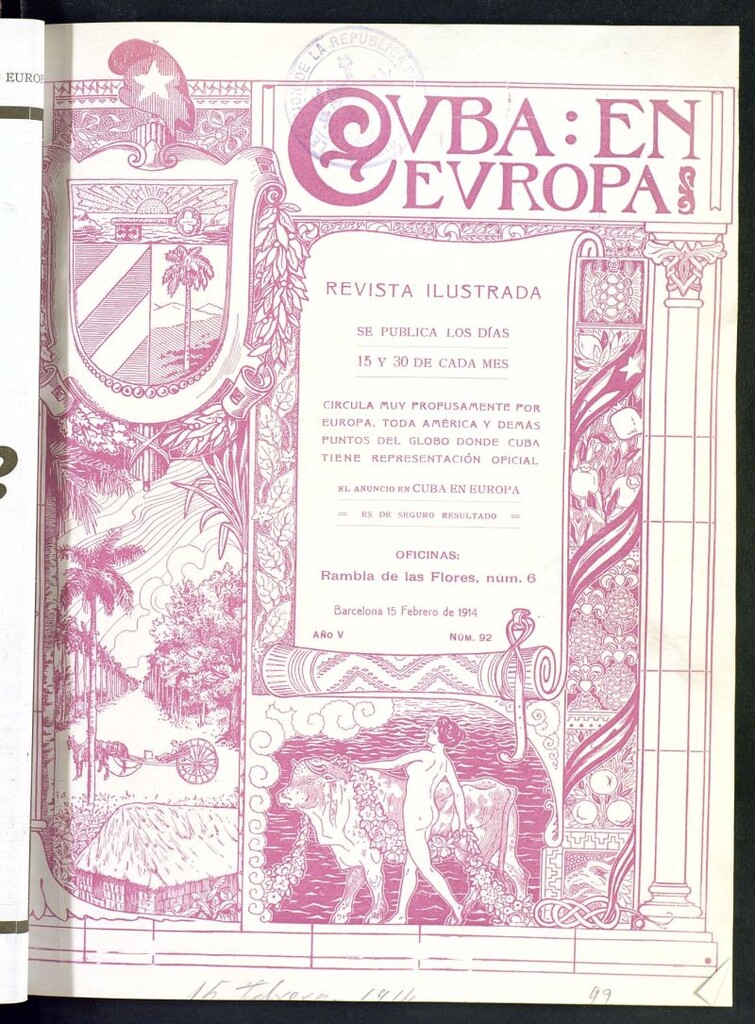 EUROP
DE LA REPUBLICA
CVBA : EN
EVROPA
REVISTA ILUSTRADA
SE PUBLICA LOS DÍAS
15 Y 30 DE CADA MES
CIRCULA MUY PROFUSAMENTE POR
EUROPA, TODA AMÉRICA Y DEMÁS
PUNTOS DEL GLOBO DONDE CUBA
TIENE REPRESENTACIÓN OFICIAL
EL ANUNCIO EN CUBA EN EUROPA
= ES DE SEGURO RESULTADO =
OFICINAS:
Rambla de las Flores, núm. 6
Barcelona 15 Febrero de 1914
AÑO V NÚM. 92
15 Febrero 1914 99